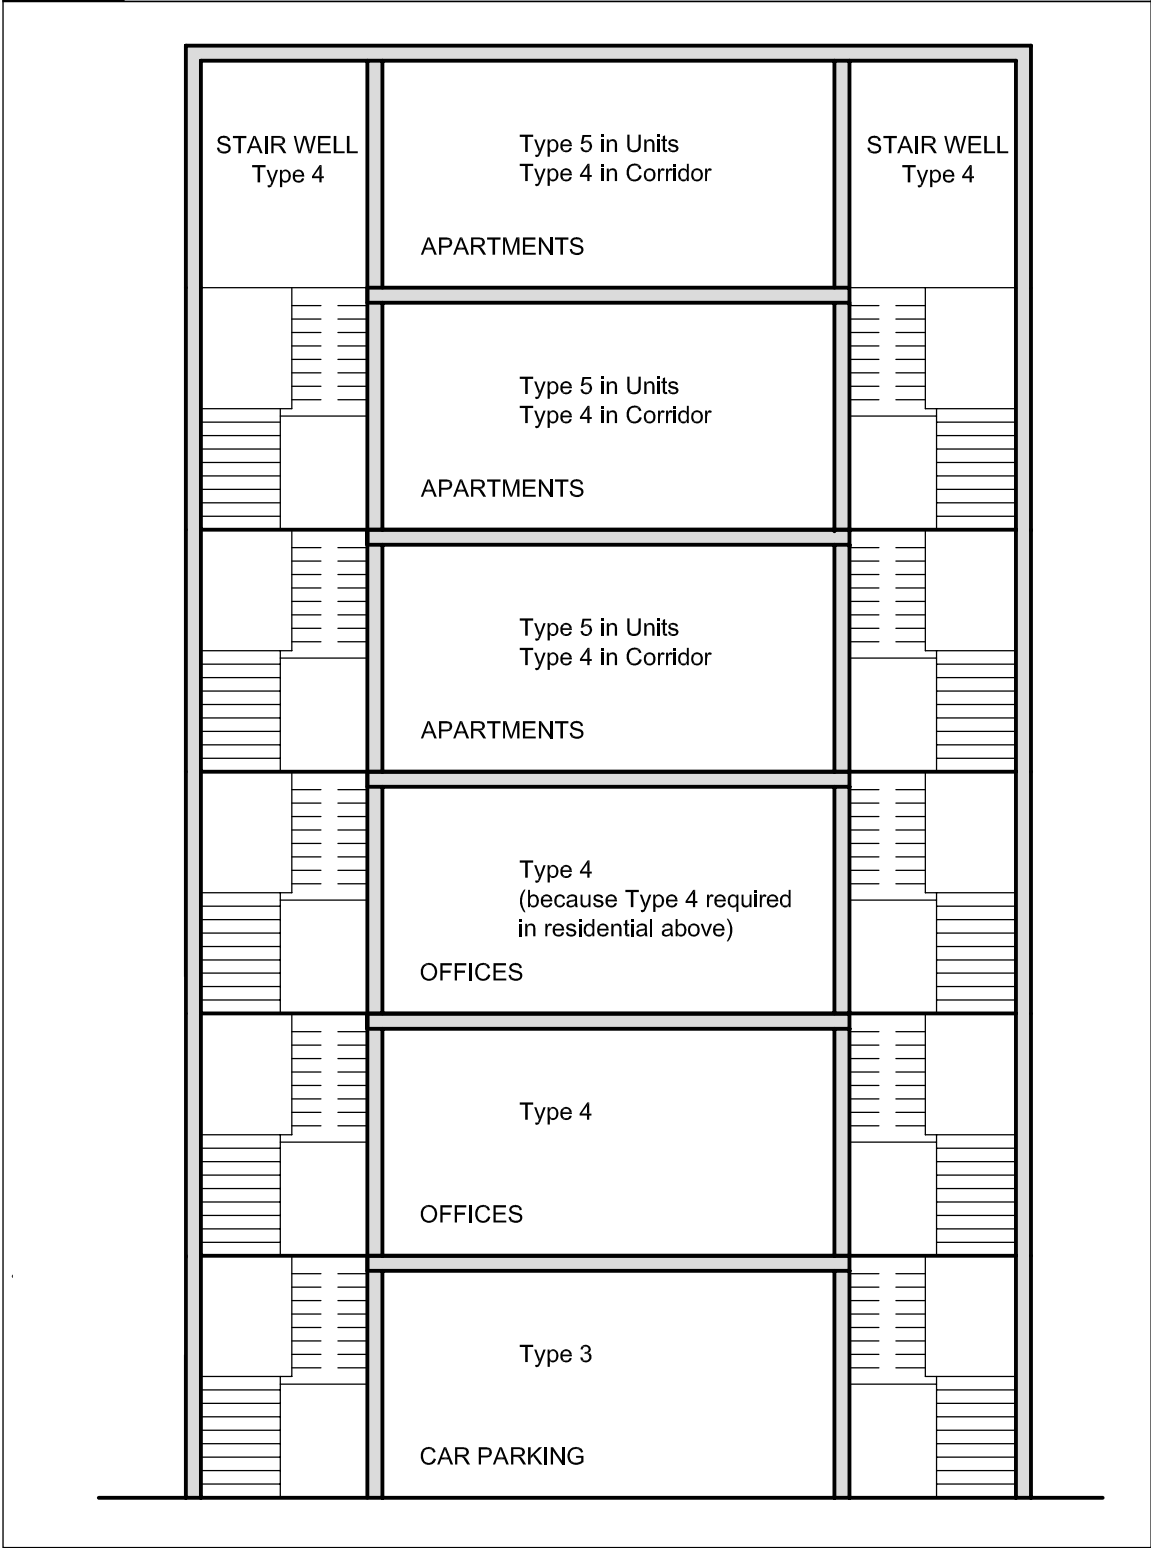 STAIR WELL
Type 4
Type 5 in Units
Type 4 in Corridor
APARTMENTS
STAIR WELL
Type 4
Type 5 in Units
Type 4 in Corridor
APARTMENTS
Type 5 in Units
Type 4 in Corridor
APARTMENTS
Type 4
(because Type 4 required
in residential above)
OFFICES
Type 4
OFFICES
Type 3
CAR PARKING